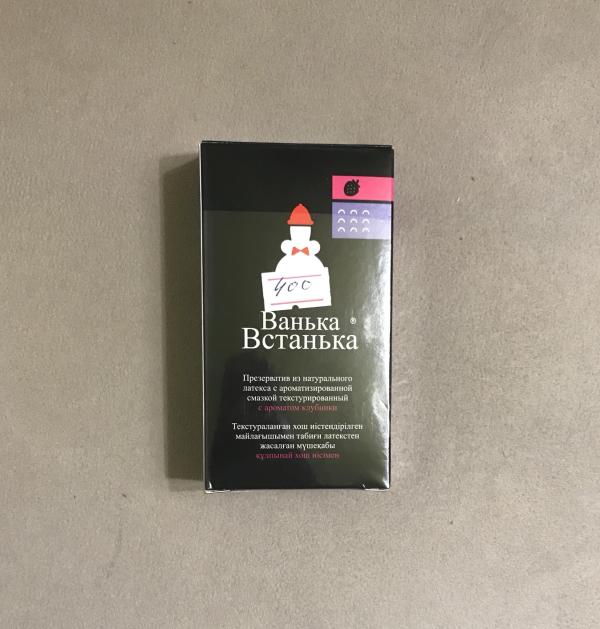 400
Ванька ®
Встанька
Презерватив из натурального
латекса с ароматизированной
смазкой текстурированный
с ароматом клубники
Текстураланған хош иістендірілген
майлағышымен табиғи латекстен
жасалған мүшеқабы
құлпынай хош иісімен